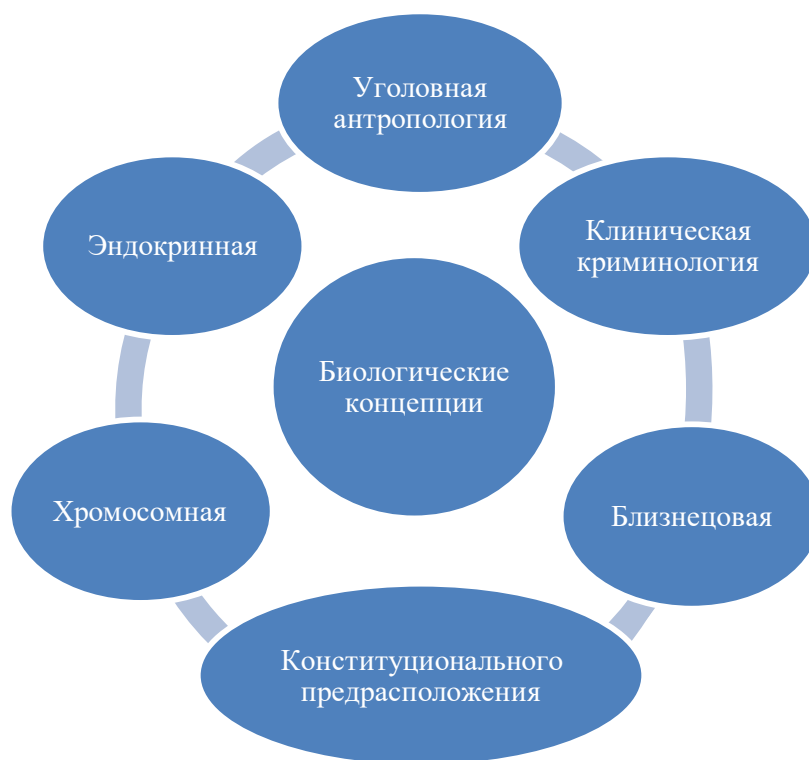 Уголовная
антропология
Клиническая
криминология
Эндокринная
Биологические
концепции
Хромосомная
Близнецовая
Конституционального
предрасположения